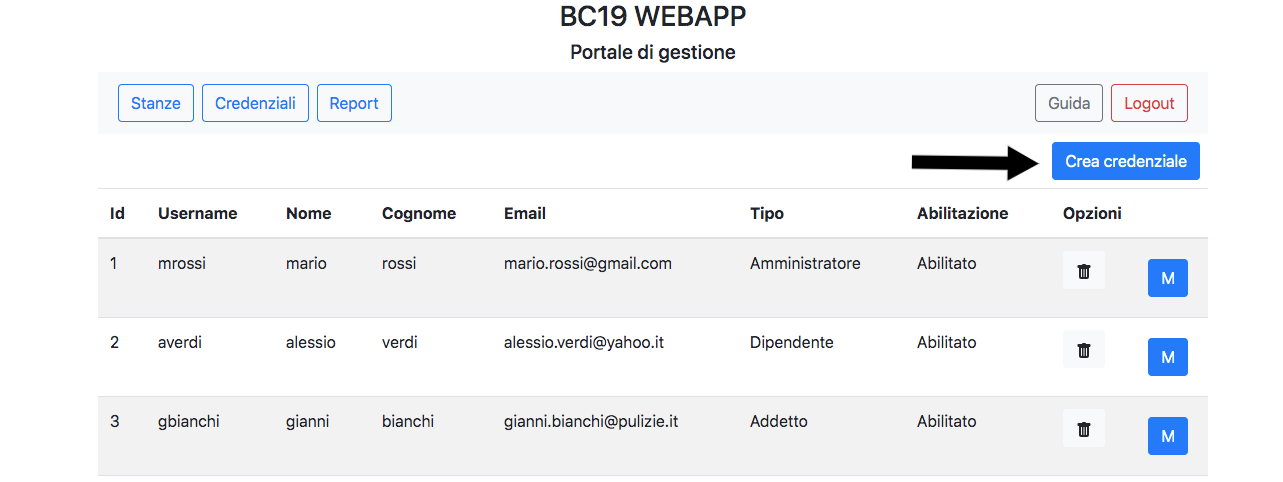 BC19 WEBAPP
Portale di gestione
Stanze Credenziali Report Guida Logout
Crea credenziale
Id Username Nome Cognome Email Tipo Abilitazione Opzioni
1 mrossi mario rossi mario.rossi@gmail.com Amministratore Abilitato M
2 averdi alessio verdi alessio.verdi@yahoo.it Dipendente Abilitato M
3 gbianchi gianni bianchi gianni.bianchi@pulizie.it Addetto Abilitato M